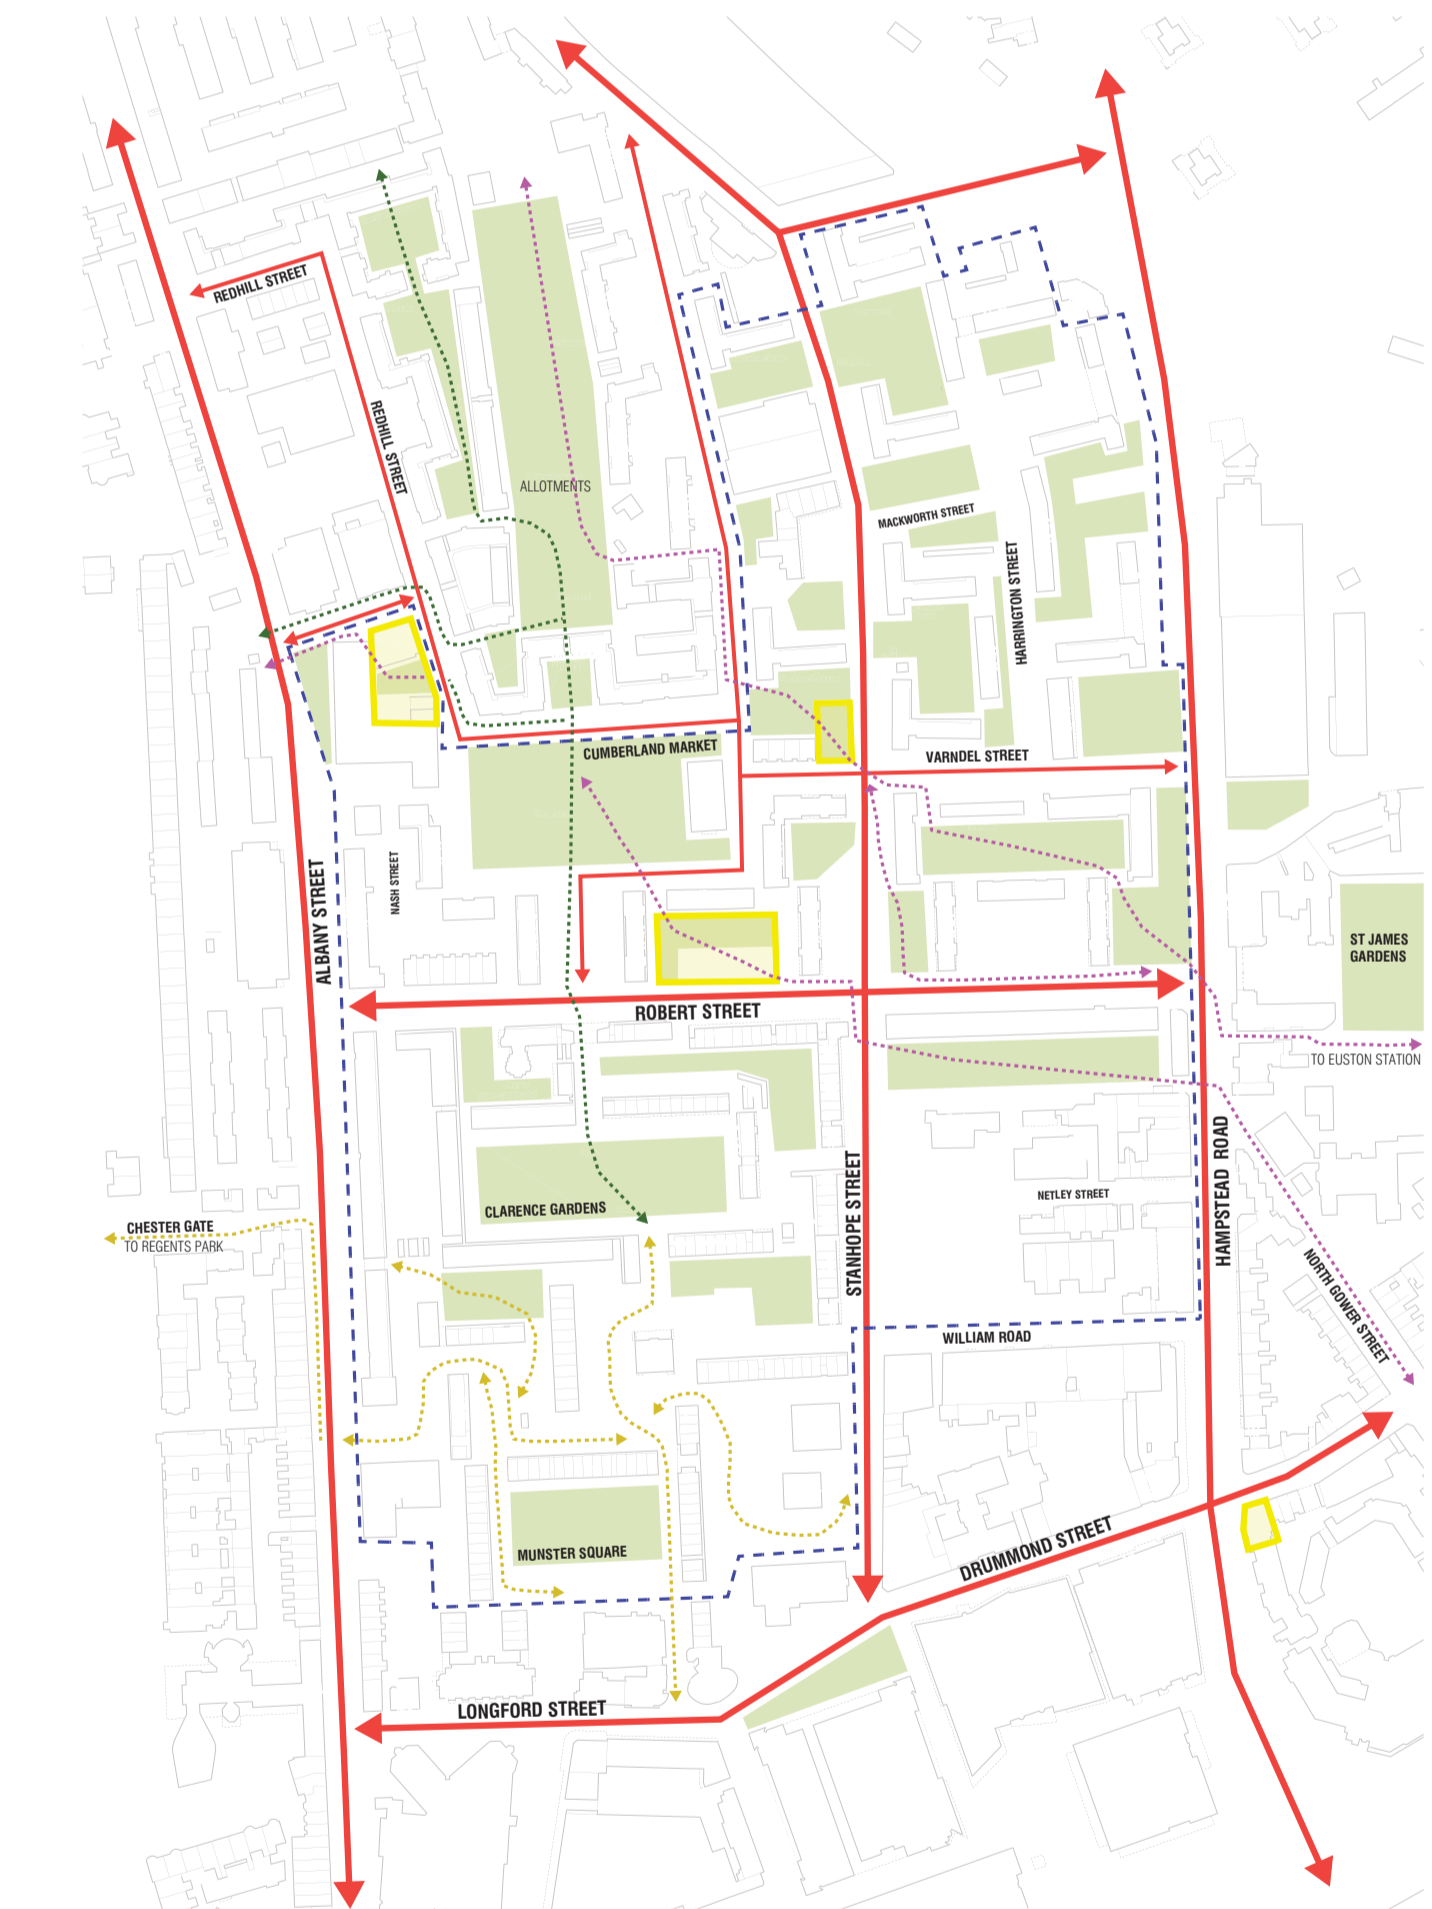 REDHILL STREET
REDHILL STREET
ALLOTMENTS
MACKWORTH STREET
HARRINGTON STREET
CUMBERLAND MARKET
VARNDEL STREET
NASH STREET
ALBANY STREET
ST JAMES
GARDENS
ROBERT STREET
TO EUSTON STATION
STANHOPE STREET
HAMPSTEAD ROAD
NETLEY STREET
CLARENCE GARDENS
CHESTER GATE
TO REGENTS PARK
NORTH GOWER STREET
WILLIAM ROAD
MUNSTER SQUARE
DRUMMOND STREET
LONGFORD STREET